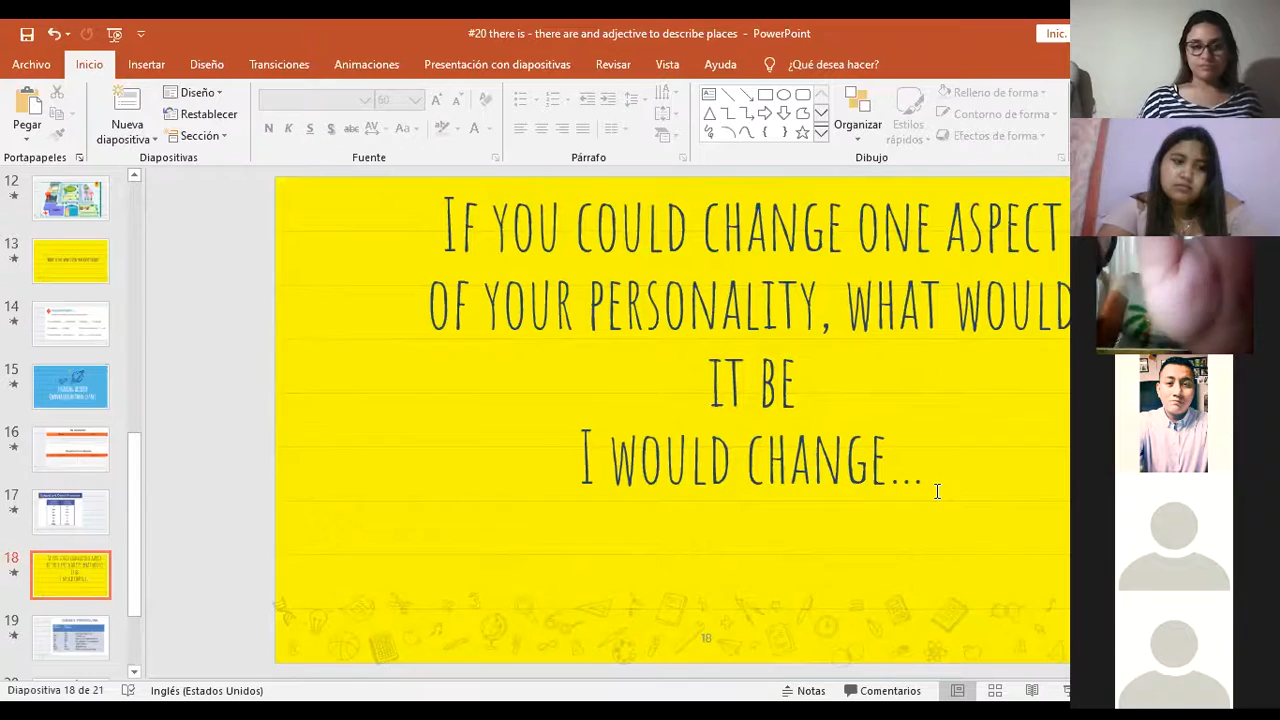 #20 there is - there are and adjective to describe places - PowerPoint
Inic.
Archivo Inicio Insertar Diseño Transiciones Animaciones Presentación con diapositivas Revisar Vista Ayuda ¿Qué desea hacer?
Pegar
Nueva diapositiva
Diseño
Restablecer
Sección
60
Organizar
Estilos rápidos
Relleno de forma
Contorno de forma
Efectos de forma
Portapapeles Diapositivas Fuente Párrafo Dibujo
12
13
14
15
16
17
18
19
IF YOU COULD CHANGE ONE ASPECT
OF YOUR PERSONALITY, WHAT WOULD
IT BE
I WOULD CHANGE...
18
Diapositiva 18 de 21 Inglés (Estados Unidos) Notas Comentarios